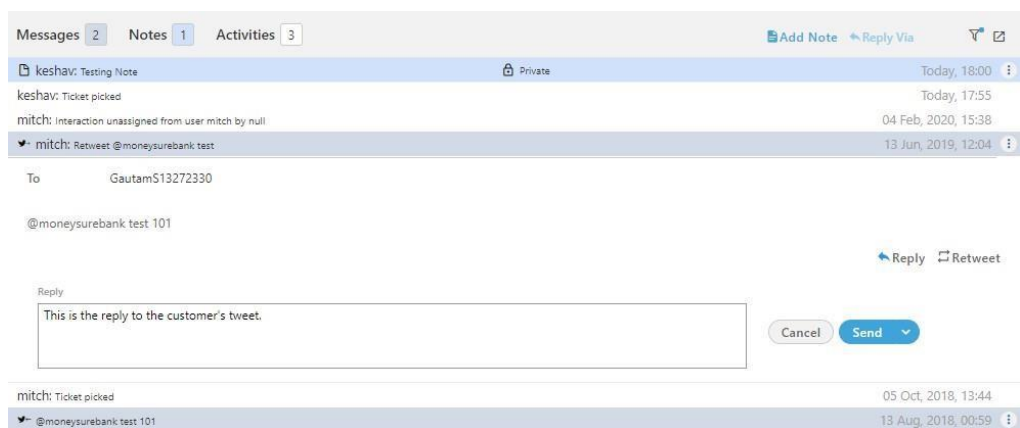 Messages 2 Notes 1 Activities 3 Add Note Reply Via
keshav: Testing Note Private Today, 18:00
keshav: Ticket picked Today, 17:55
mitch: Interaction unassigned from user mitch by null 04 Feb, 2020, 15:38
mitch: Retweet @moneysurebank test 13 Jun, 2019, 12:04
To GautamS13272330
@moneysurebank test 101
Reply Retweet
Reply
This is the reply to the customer's tweet.
Cancel Send
mitch: Ticket picked 05 Oct, 2018, 13:44
@moneysurebank test 101 13 Aug, 2018, 00:59